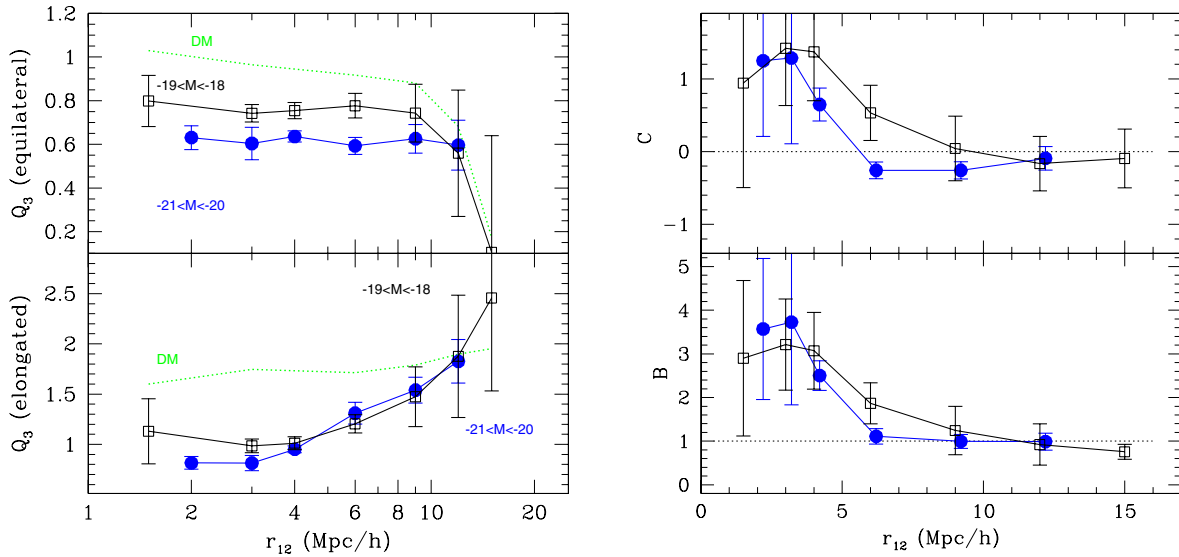 1.2
1
0.8
0.6
0.4
0.2
Q3 (equilateral)
DM
-19<M<-18
-21<M<-20
2.5
2
1.5
1
Q3 (elongated)
-19<M<-18
DM
-21<M<-20
1 2 4 6 8 10 20
r12 (Mpc/h)
1
0
−1
C
5
4
3
2
1
0
B
0 5 10 15
r12 (Mpc/h)